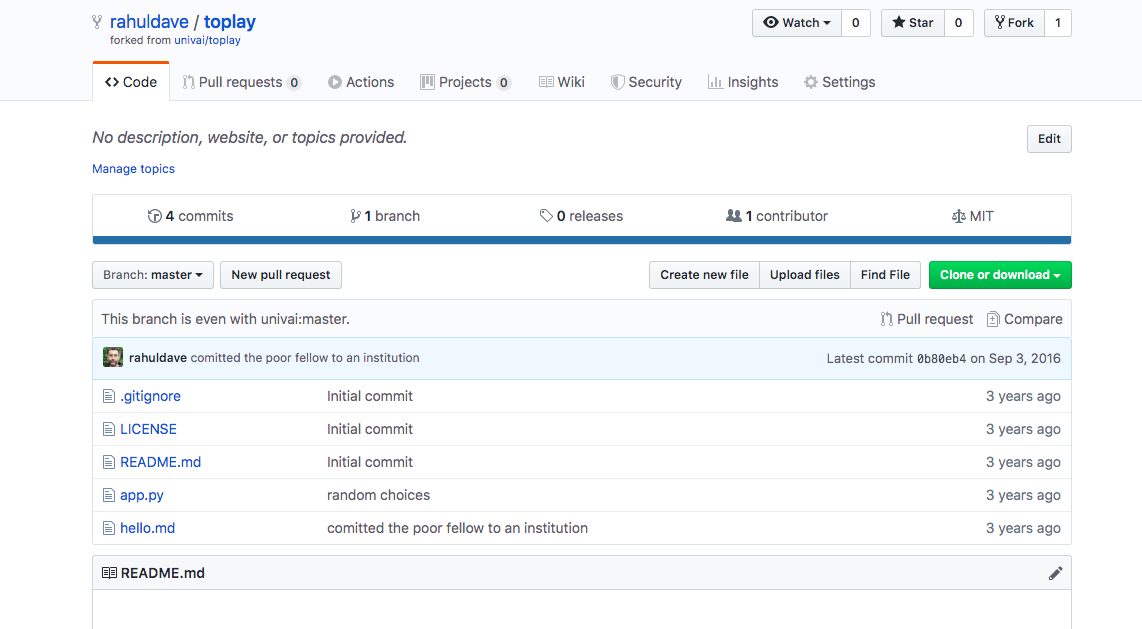 rahuldave / toplay
Watch 0 Star 0 Fork 1
forked from univai/toplay
Code Pull requests 0 Actions Projects 0 Wiki Security Insights Settings
No description, website, or topics provided.
Edit
Manage topics
4 commits 1 branch 0 releases 1 contributor MIT
Branch: master New pull request Create new file Upload files Find File Clone or download
This branch is even with univai:master. Pull request Compare
rahuldave comitted the poor fellow to an institution Latest commit 0b80eb4 on Sep 3, 2016
.gitignore Initial commit 3 years ago
LICENSE Initial commit 3 years ago
README.md Initial commit 3 years ago
app.py random choices 3 years ago
hello.md comitted the poor fellow to an institution 3 years ago
README.md